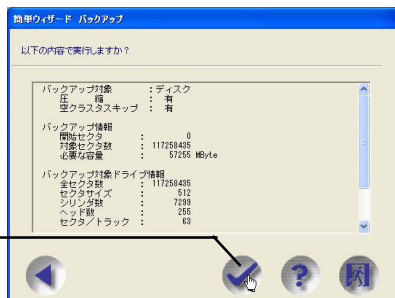 簡単ウィザード バックアップ
以下の内容で実行しますか？
バックアップ対象 : ディスク
圧 縮 : 有
空クラスタスキップ : 有
バックアップ情報
開始セクタ : 0
対象セクタ数 : 117258435
必要な容量 : 57255 MByte
バックアップ対象ドライブ情報
全セクタ数 : 117258435
セクタサイズ : 512
シリンダ数 : 7299
ヘッド数 : 255
セクタ／トラック : 63
?